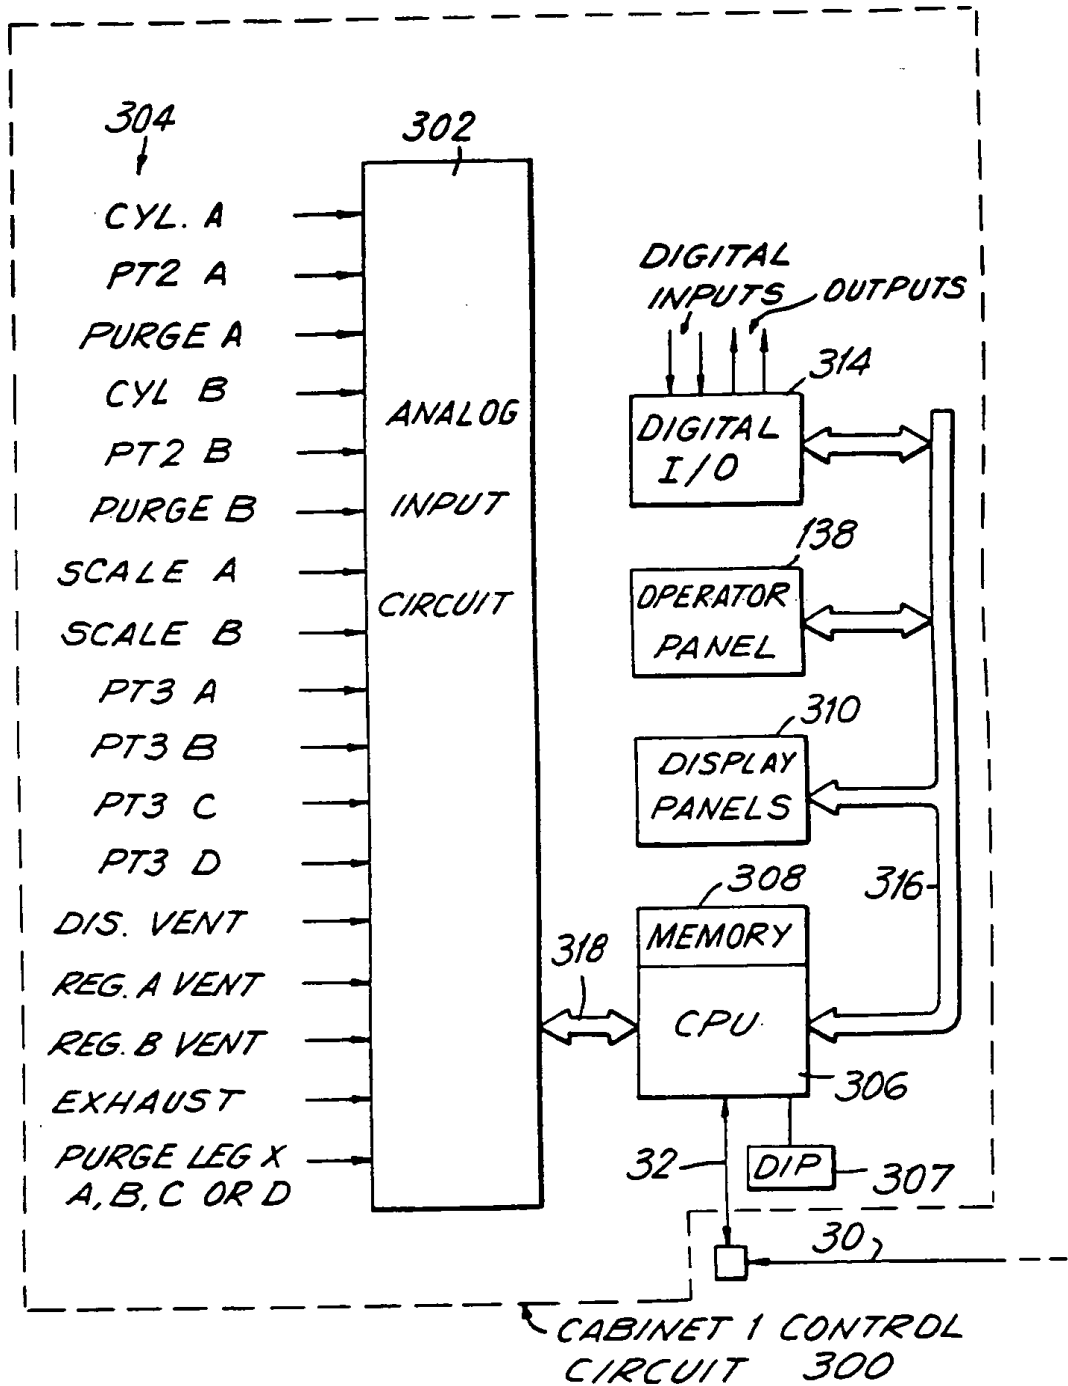 304
302
CYL. A
PT2 A
PURGE A
CYL B
PT2 B
PURGE B
SCALE A
SCALE B
PT3 A
PT3 B
PT3 C
PT3 D
DIS. VENT
REG. A VENT
REG. B VENT
EXHAUST
PURGE LEG X
A, B, C OR D
ANALOG
INPUT
CIRCUIT
DIGITAL
INPUTS
OUTPUTS
314
DIGITAL
I/O
138
OPERATOR
PANEL
310
DISPLAY
PANELS
316
308
MEMORY
318
CPU
306
32
DIP
307
30
CABINET 1 CONTROL
CIRCUIT 300